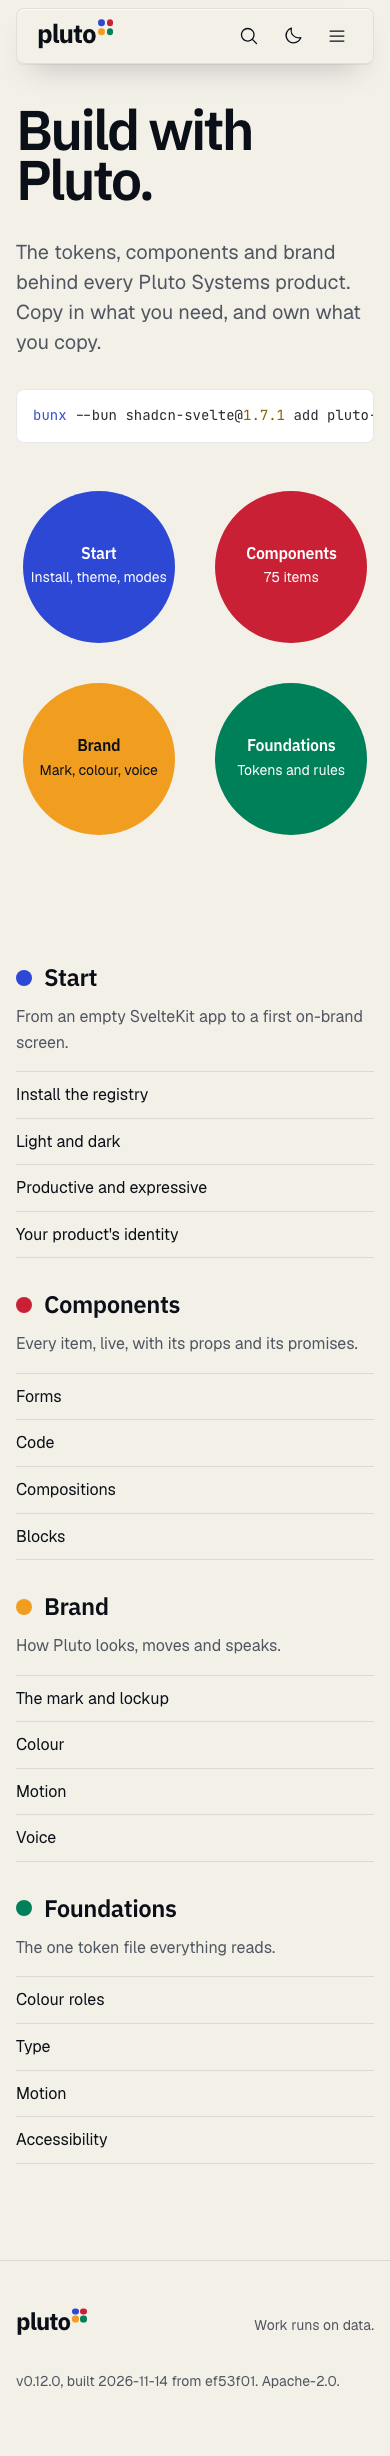 pluto
Build with
Pluto.
The tokens, components and brand
behind every Pluto Systems product.
Copy in what you need, and own what
you copy.
bunx --bun shadcn-svelte@1.7.1 add pluto-
Start
Install, theme, modes
Components
75 items
Brand
Mark, colour, voice
Foundations
Tokens and rules
Start
From an empty SvelteKit app to a first on-brand
screen.
Install the registry
Light and dark
Productive and expressive
Your product's identity
Components
Every item, live, with its props and its promises.
Forms
Code
Compositions
Blocks
Brand
How Pluto looks, moves and speaks.
The mark and lockup
Colour
Motion
Voice
Foundations
The one token file everything reads.
Colour roles
Type
Motion
Accessibility
pluto
Work runs on data.
v0.12.0, built 2026-11-14 from ef53f01. Apache-2.0.